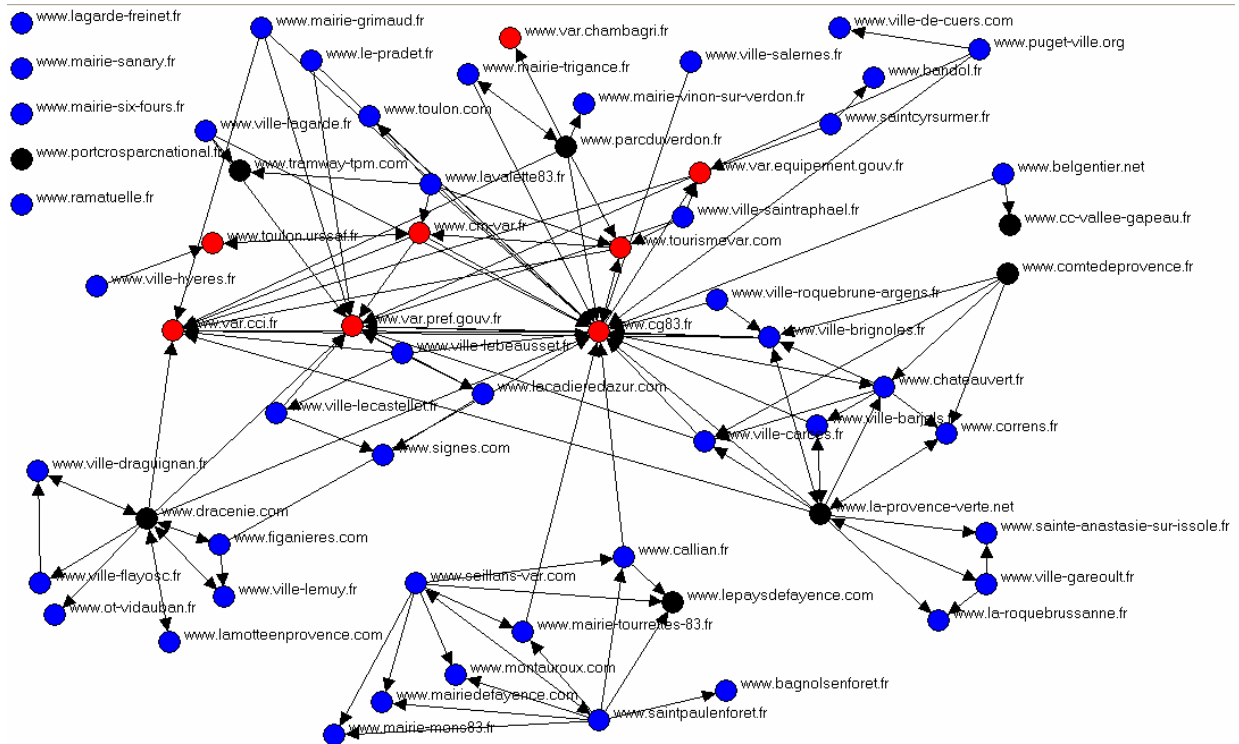 www.lagarde-freinet.fr
www.mairie-grimaud.fr
www.var.chambagri.fr
www.ville-de-cuers.com
www.puget-ville.org
www.le-pradet.fr
www.mairie-sanary.fr
www.mairie-trigance.fr
www.ville-salernes.fr
www.bandol.fr
www.mairie-six-fours.fr
www.toulon.com
www.mairie-vinon-sur-verdon.fr
www.ville-lagarde.fr
www.saintcyrsurmer.fr
www.portcrosparcnational.fr
www.tramway-tpm.com
www.parcduverdon.fr
www.lavalette83.fr
www.var.equipement.gouv.fr
www.belgentier.net
www.ramatuelle.fr
www.ville-saintraphael.fr
www.cc-vallee-gapeau.fr
www.toulon.urssaf.fr
www.cm-var.fr
www.tourismevar.com
www.comtedeprovence.fr
www.ville-hyeres.fr
www.ville-roquebrune-argens.fr
www.var.cci.fr
www.var.pref.gouv.fr
www.cg83.fr
www.ville-brignoles.fr
www.ville-lebeausset.fr
www.lacadieredazur.com
www.chateauvert.fr
www.ville-lecastellet.fr
www.ville-barjols.fr
www.ville-carces.fr
www.correns.fr
www.signes.com
www.ville-draguignan.fr
www.dracenie.com
www.la-provence-verte.net
www.sainte-anastasie-sur-issole.fr
www.figanieres.com
www.callian.fr
www.ville-flayosc.fr
www.seillans-var.com
www.ville-gareoult.fr
www.ville-lemuy.fr
www.lepaysdefayence.com
www.ot-vidauban.fr
www.la-roquebrussanne.fr
www.mairie-tourrettes-83.fr
www.lamotteenprovence.com
www.montauroux.com
www.bagnolsenforet.fr
www.mairiedefayence.com
www.saintpaulenforet.fr
www.mairie-mons83.fr